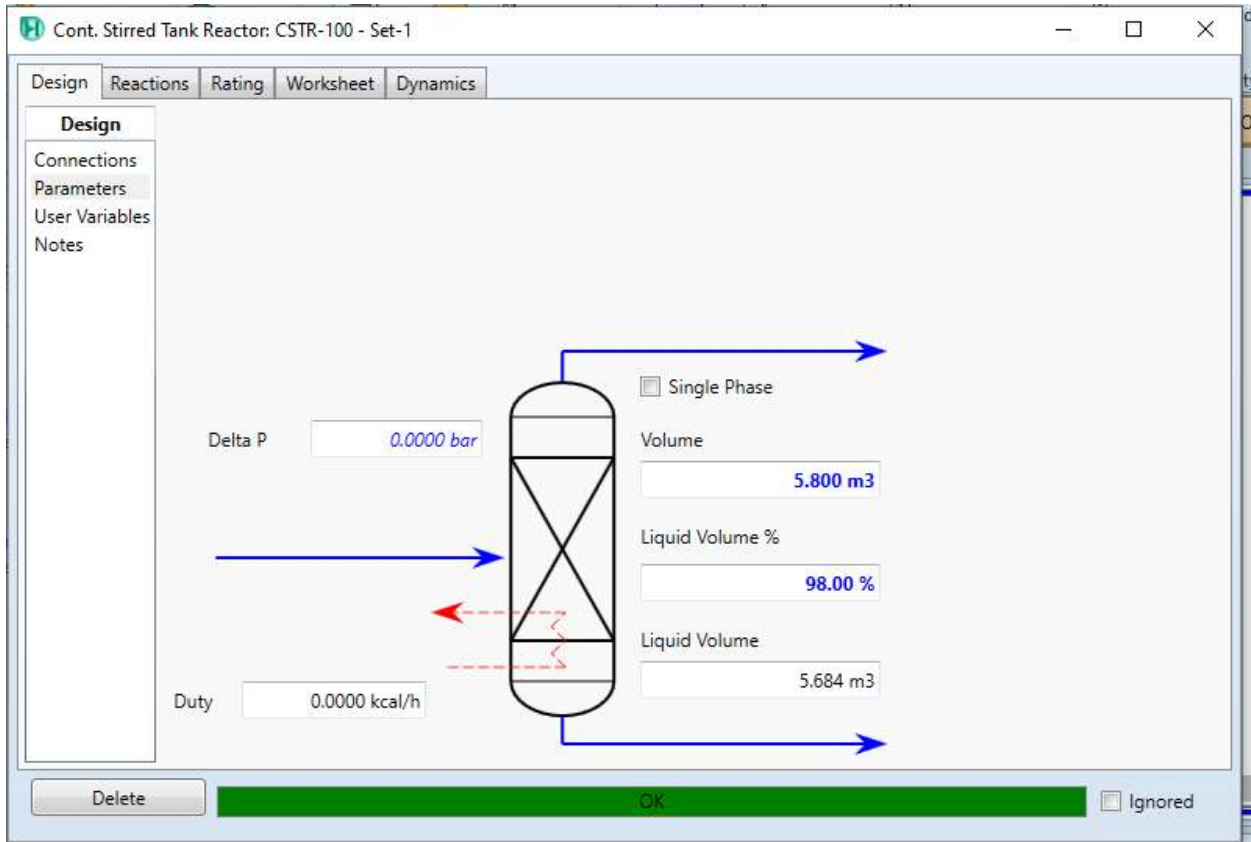 Cont. Stirred Tank Reactor: CSTR-100 - Set-1
Design Reactions Rating Worksheet Dynamics
Design
Connections
Parameters
User Variables
Notes
Single Phase
Delta P 0.0000 bar
Volume
5.800 m3
Liquid Volume %
98.00 %
Liquid Volume
5.684 m3
Duty 0.0000 kcal/h
Delete
OK
Ignored